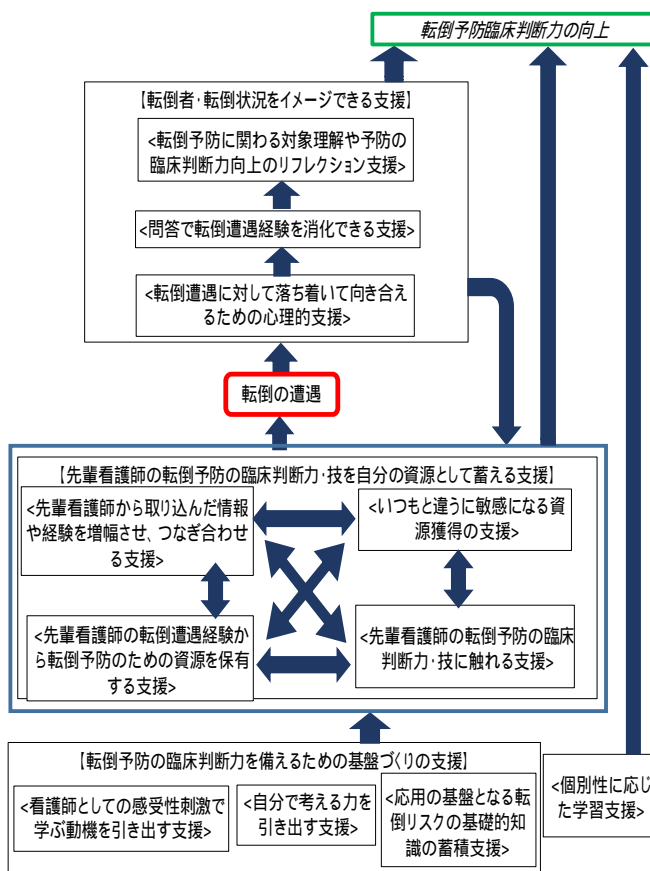 転倒予防臨床判断力の向上
【転倒者・転倒状況をイメージできる支援】
<転倒予防に関わる対象理解や予防の
臨床判断力向上のリフレクション支援>
<問答で転倒遭遇経験を消化できる支援>
<転倒遭遇に対して落ち着いて向き合え
るための心理的支援>
転倒の遭遇
【先輩看護師の転倒予防の臨床判断力・技を自分の資源として蓄える支援】
<先輩看護師から取り込んだ情報
や経験を増幅させ、つなぎ合わせ
る支援>
<いつもと違うに敏感になる資
源獲得の支援>
<先輩看護師の転倒遭遇経験か
ら転倒予防のための資源を保有
する支援>
<先輩看護師の転倒予防の臨床
判断力・技に触れる支援>
【転倒予防の臨床判断力を備えるための基盤づくりの支援】
<看護師としての感受性刺激で
学ぶ動機を引き出す支援>
<自分で考える力を
引き出す支援>
<応用の基盤となる転
倒リスクの基礎的知
識の蓄積支援>
<個別性に応じ
た学習支援>